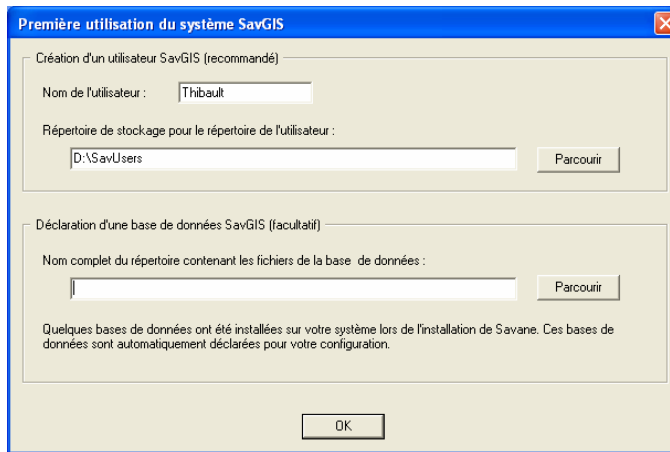 Première utilisation du système SavGIS
Création d'un utilisateur SavGIS (recommandé)
Nom de l'utilisateur :
Thibault
Répertoire de stockage pour le répertoire de l'utilisateur :
D:\SavUsers
Parcourir
Déclaration d'une base de données SavGIS (facultatif)
Nom complet du répertoire contenant les fichiers de la base de données :
Parcourir
Quelques bases de données ont été installées sur votre système lors de l'installation de Savane. Ces bases de
données sont automatiquement déclarées pour votre configuration.
OK